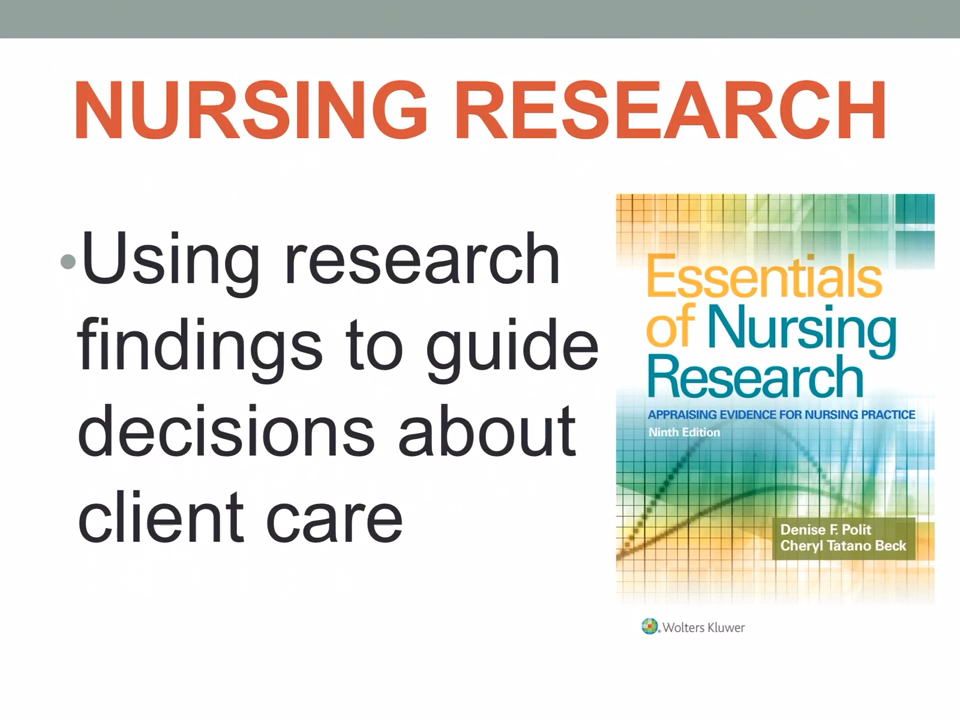 NURSING RESEARCH
•Using research
findings to guide
decisions about
client care
Essentials
of Nursing
Research
APPRAISING EVIDENCE FOR NURSING PRACTICE
Ninth Edition
Denise F. Polit
Cheryl Tatano Beck
Wolters Kluwer